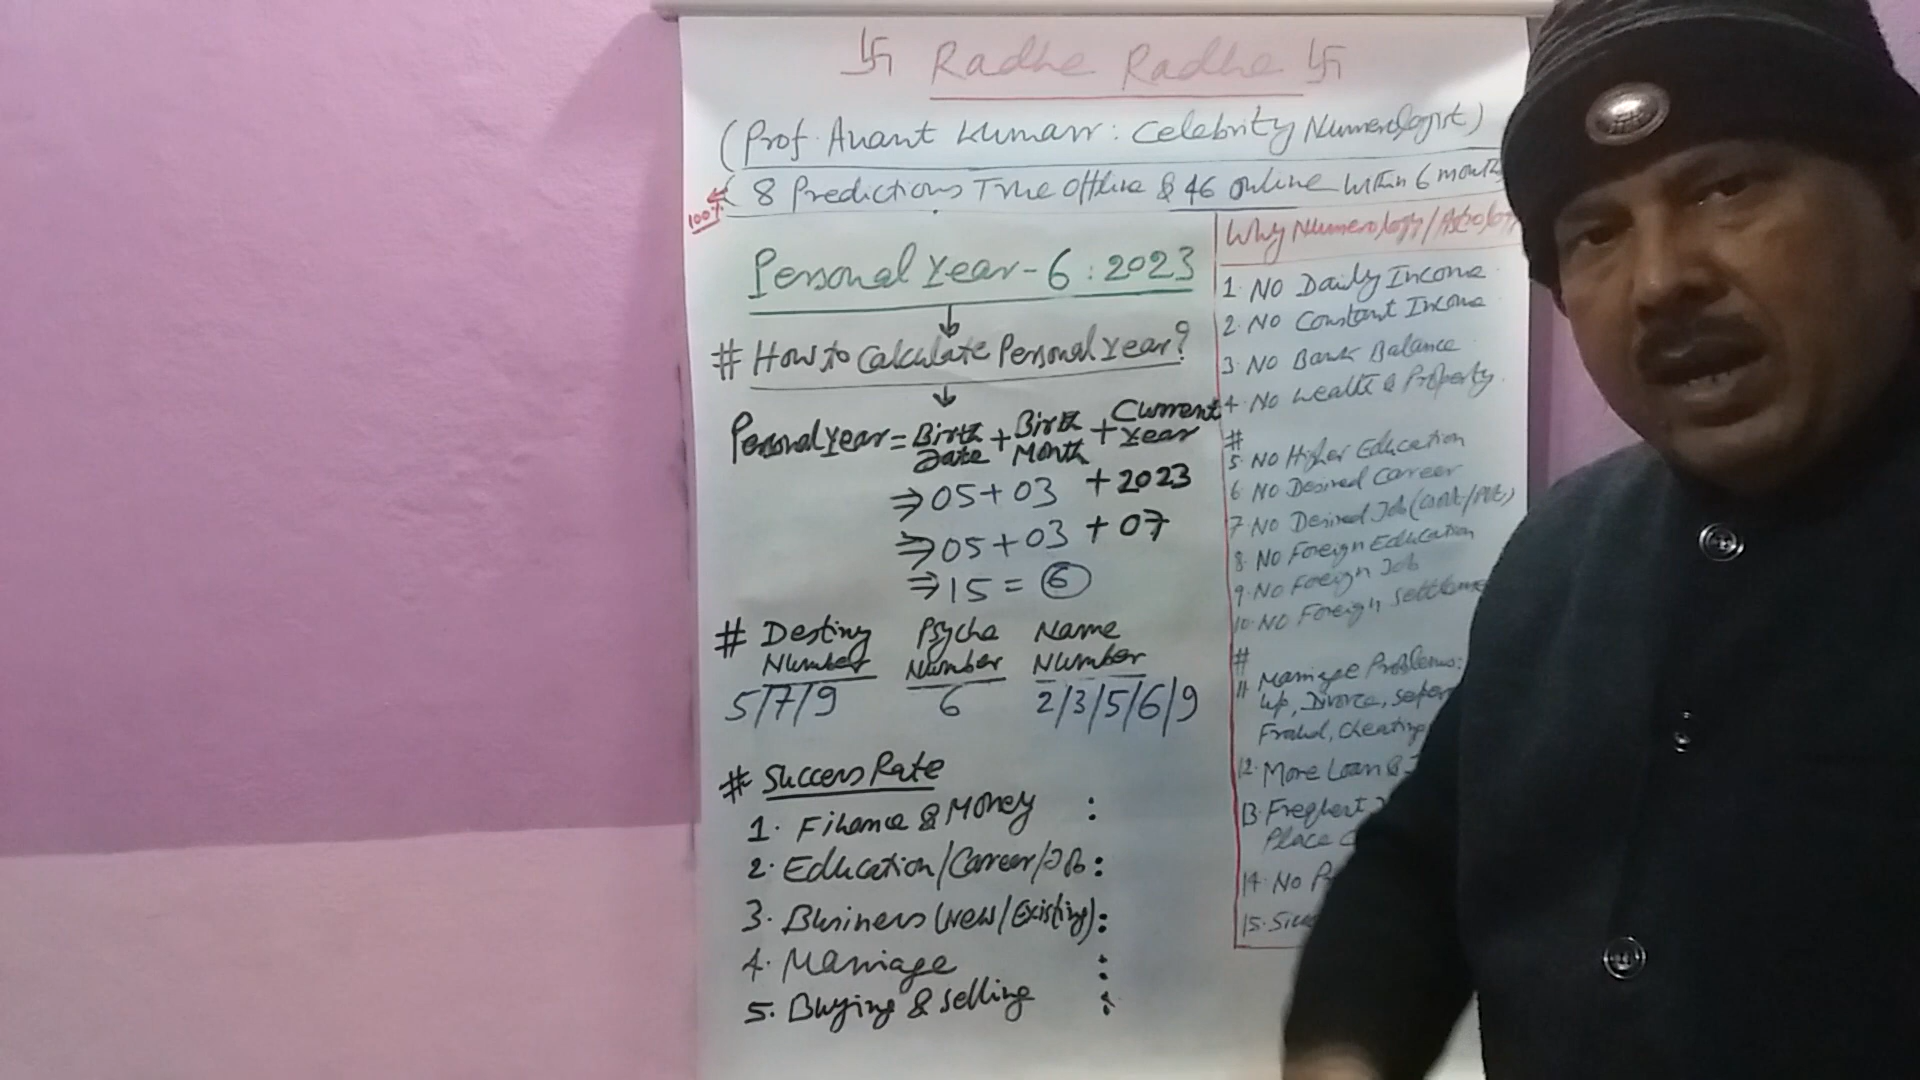 卐 Radhe Radhe 卐
(Prof. Anant Kumarr: Celebrity Numerologist)
8 Predictions True Offline & 46 online within 6 months
100%
Personal Year - 6 : 2023
# How to Calculate Personal Year?
Personal Year = Birth Date + Birth Month + Current Year
⇒ 05 + 03 + 2023
⇒ 05 + 03 + 07
⇒ 15 = 6
# Destiny Number Psyche Number Name Number
5/7/9 6 2/3/5/6/9
# Success Rate
1. Finance & Money :
2. Education/Career/Job :
3. Business (New/Existing) :
4. Marriage :
5. Buying & Selling :
Why Numerology/Astrology
1. No Daily Income
2. No Constant Income
3. No Bank Balance
4. No Wealth & Property
#
5. No Higher Education
6. No Desired Career
7. No Desired Job (Govt/Pvt)
8. No Foreign Education
9. No Foreign Job
10. No Foreign Settleme
#
11. Marriage Problems:
up, Divorce, Seper
Fraud, Cheating
12. More Loan &
13. Frequent
Place
14. No Pr
15.